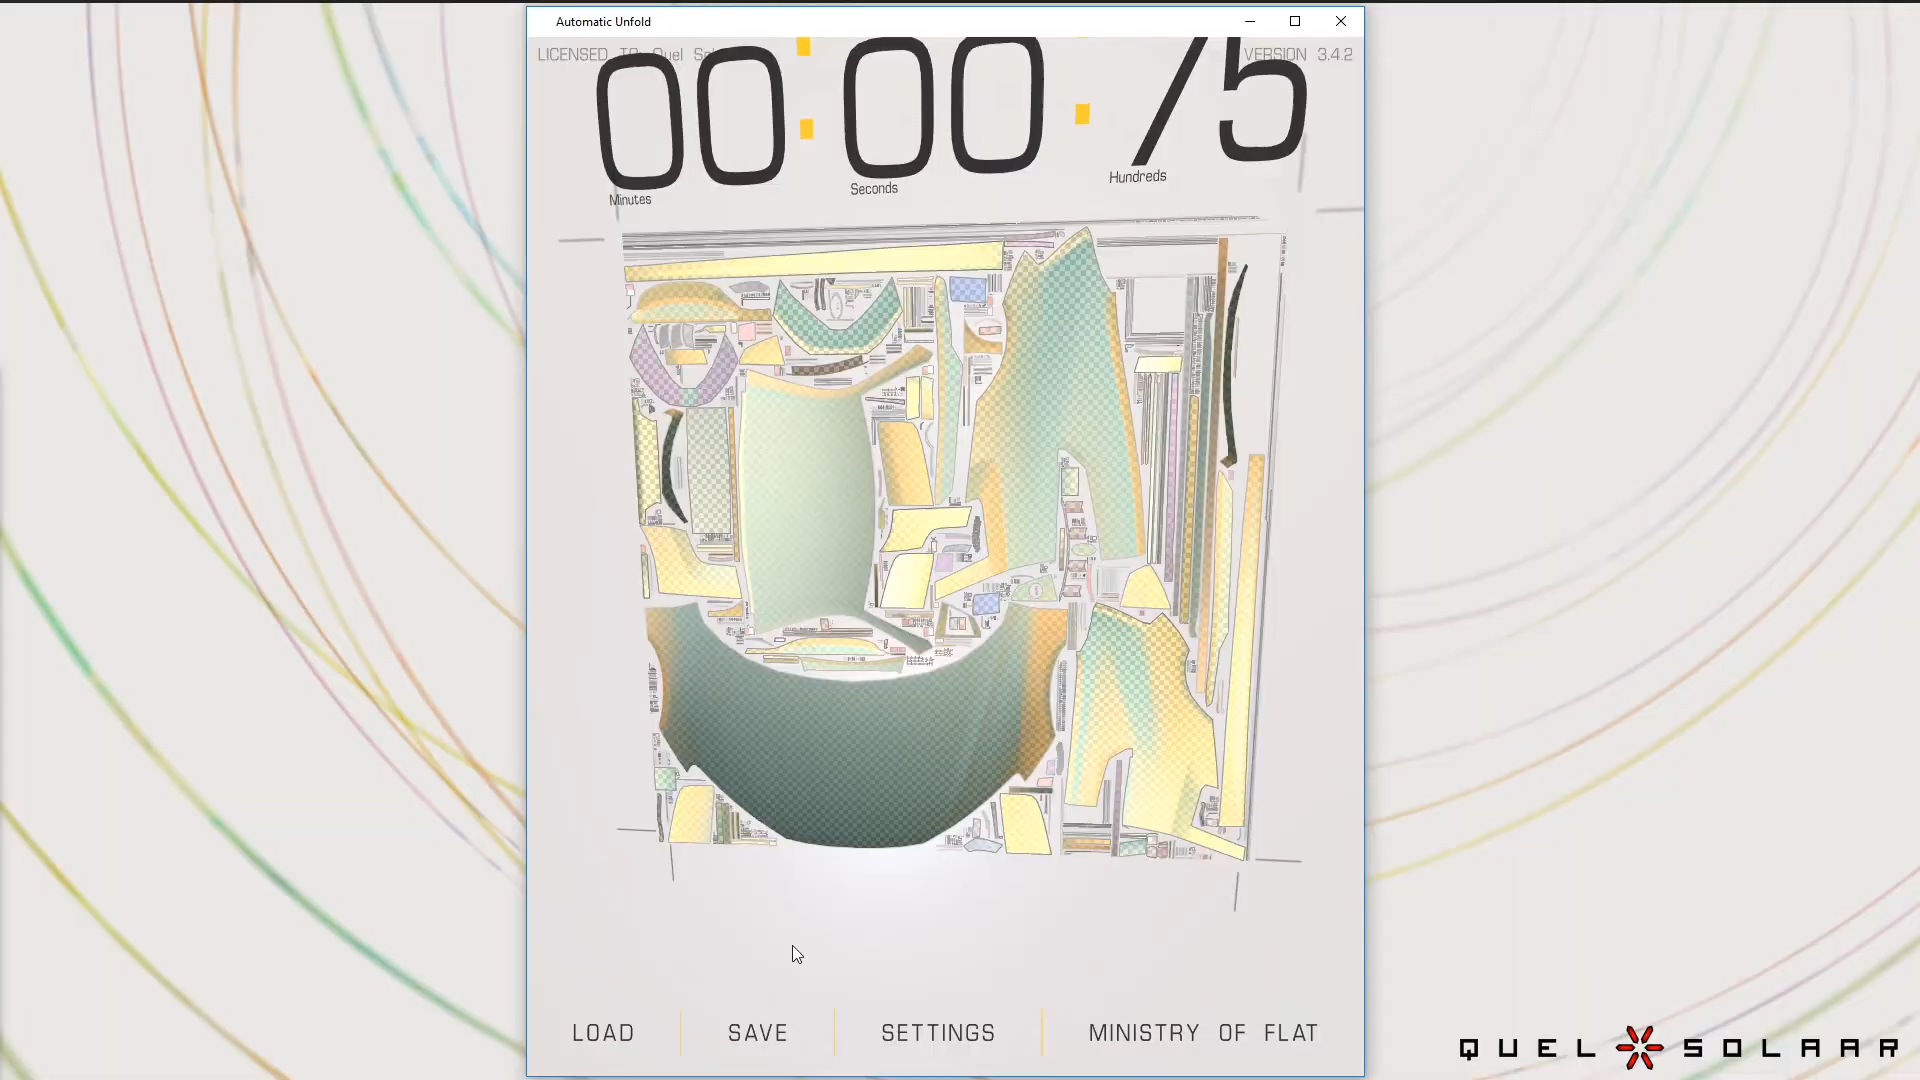 Automatic Unfold
LICENSED TO: Quel
VERSION 3.4.2
00:00:75
Minutes
Seconds
Hundreds
LOAD
SAVE
SETTINGS
MINISTRY OF FLAT
QUEL SOLAAR